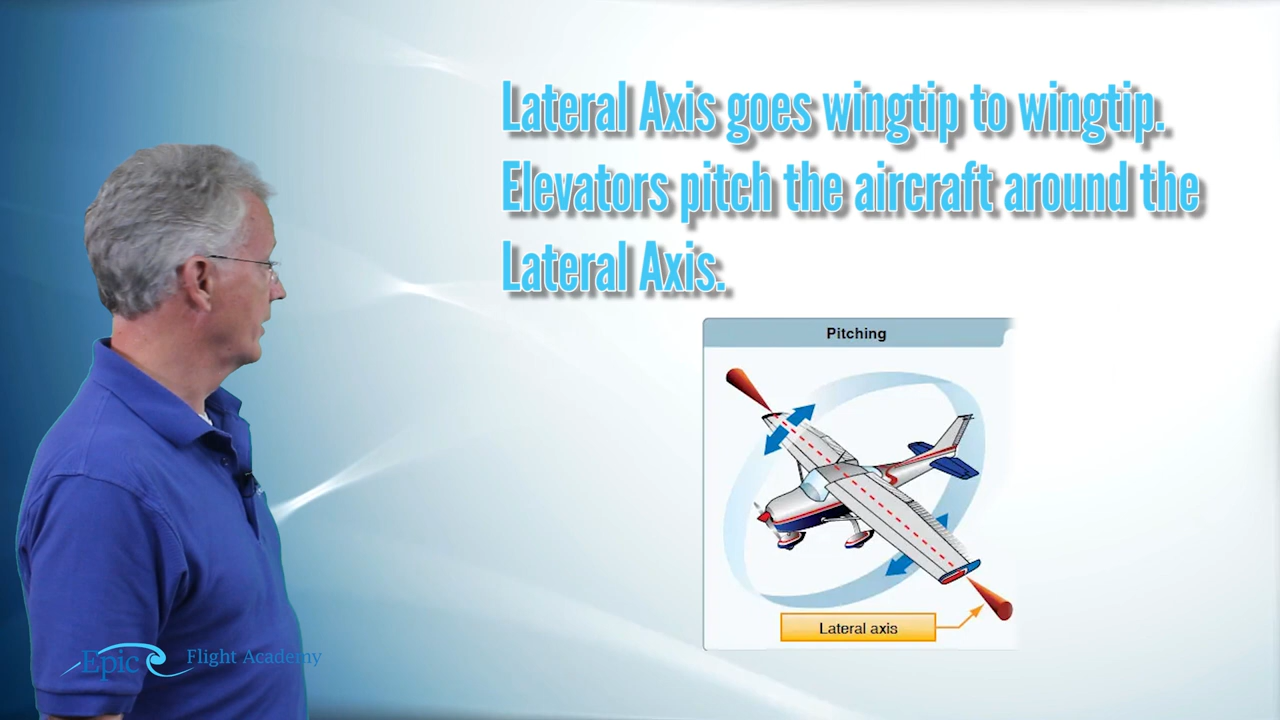 Lateral Axis goes wingtip to wingtip.
Elevators pitch the aircraft around the
Lateral Axis.
Pitching
Lateral axis
Epic Flight Academy